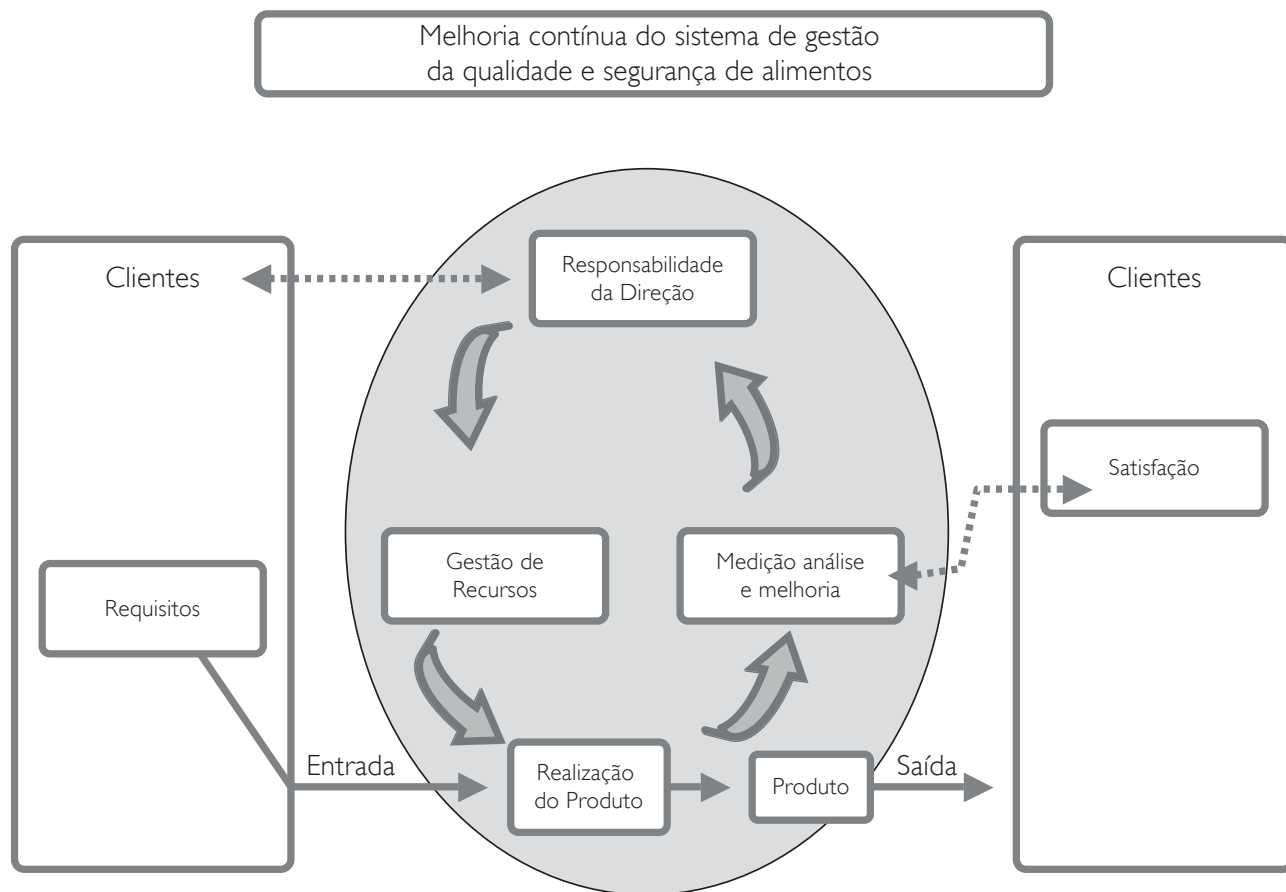 Melhoria contínua do sistema de gestão
da qualidade e segurança de alimentos
Clientes
Responsabilidade
da Direção
Clientes
Satisfação
Gestão de
Recursos
Medição análise
e melhoria
Requisitos
Entrada
Realização
do Produto
Produto
Saída